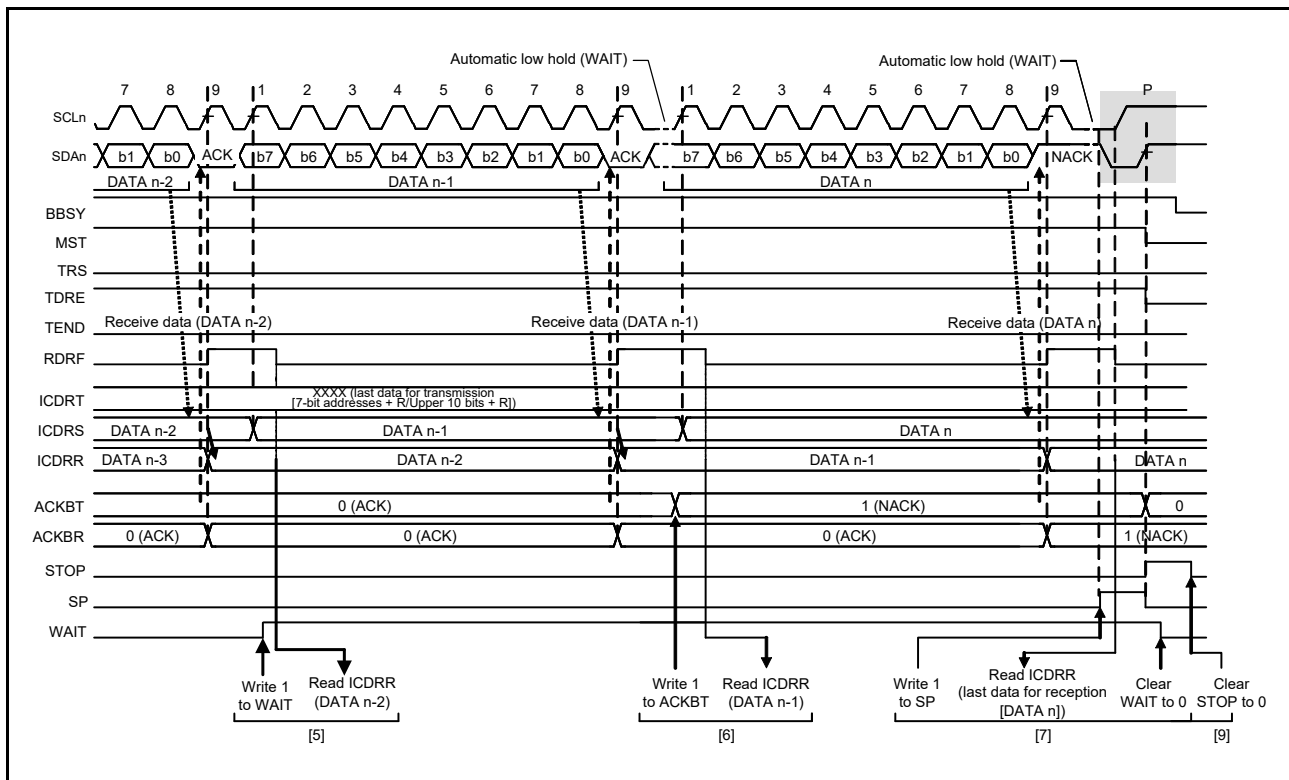 Automatic low hold (WAIT)
Automatic low hold (WAIT)
7 8 9 1 2 3 4 5 6 7 8 9 1 2 3 4 5 6 7 8 9 P
SCLn
SDAn b1 b0 ACK b7 b6 b5 b4 b3 b2 b1 b0 ACK b7 b6 b5 b4 b3 b2 b1 b0 NACK
DATA n-2 DATA n-1 DATA n
BBSY
MST
TRS
TDRE
TEND Receive data (DATA n-2) Receive data (DATA n-1) Receive data (DATA n)
RDRF
ICDRT XXXX (last data for transmission
[7-bit addresses + R/Upper 10 bits + R])
ICDRS DATA n-2 DATA n-1 DATA n
ICDRR DATA n-3 DATA n-2 DATA n-1 DATA n
ACKBT 0 (ACK) 1 (NACK) 0
ACKBR 0 (ACK) 0 (ACK) 0 (ACK) 1 (NACK)
STOP
SP
WAIT
Write 1
to WAIT
Read ICDRR
(DATA n-2)
[5]
Write 1
to ACKBT
Read ICDRR
(DATA n-1)
[6]
Write 1
to SP
Read ICDRR
(last data for reception
[DATA n])
Clear
WAIT to 0
[7]
Clear
STOP to 0
[9]